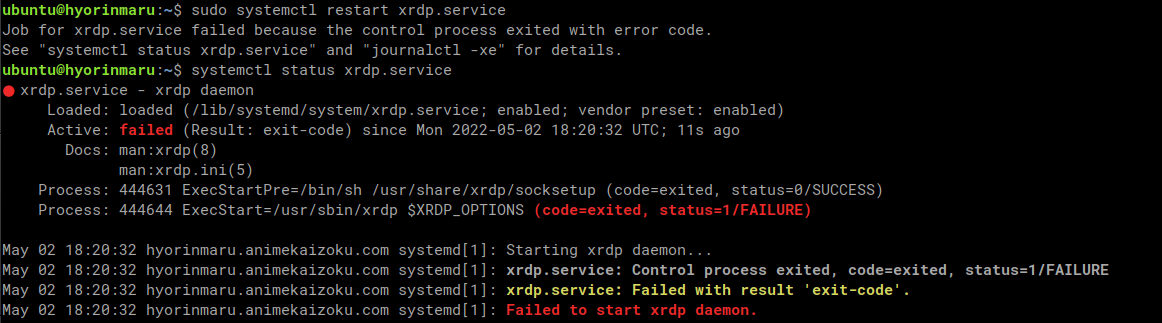 ubuntu@hyorinmaru:~$ sudo systemctl restart xrdp.service
Job for xrdp.service failed because the control process exited with error code.
See "systemctl status xrdp.service" and "journalctl -xe" for details.
ubuntu@hyorinmaru:~$ systemctl status xrdp.service
● xrdp.service - xrdp daemon
     Loaded: loaded (/lib/systemd/system/xrdp.service; enabled; vendor preset: enabled)
     Active: failed (Result: exit-code) since Mon 2022-05-02 18:20:32 UTC; 11s ago
       Docs: man:xrdp(8)
             man:xrdp.ini(5)
    Process: 444631 ExecStartPre=/bin/sh /usr/share/xrdp/socksetup (code=exited, status=0/SUCCESS)
    Process: 444644 ExecStart=/usr/sbin/xrdp $XRDP_OPTIONS (code=exited, status=1/FAILURE)

May 02 18:20:32 hyorinmaru.animekaizoku.com systemd[1]: Starting xrdp daemon...
May 02 18:20:32 hyorinmaru.animekaizoku.com systemd[1]: xrdp.service: Control process exited, code=exited, status=1/FAILURE
May 02 18:20:32 hyorinmaru.animekaizoku.com systemd[1]: xrdp.service: Failed with result 'exit-code'.
May 02 18:20:32 hyorinmaru.animekaizoku.com systemd[1]: Failed to start xrdp daemon.